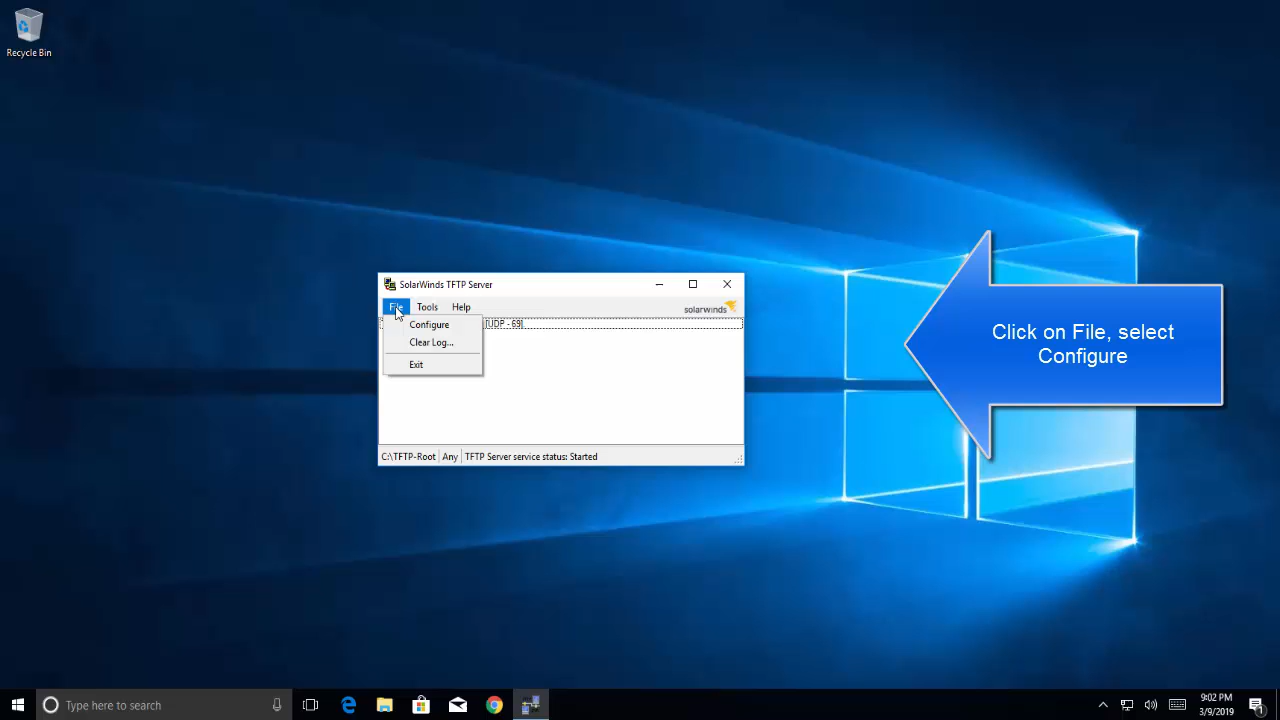 Recycle Bin
SolarWinds TFTP Server
File Tools Help
solarwinds
Configure
[UDP - 69].
Clear Log...
Exit
C:\TFTP-Root Any TFTP Server service status: Started
Click on File, select
Configure
Type here to search
9:02 PM
3/9/2019
1